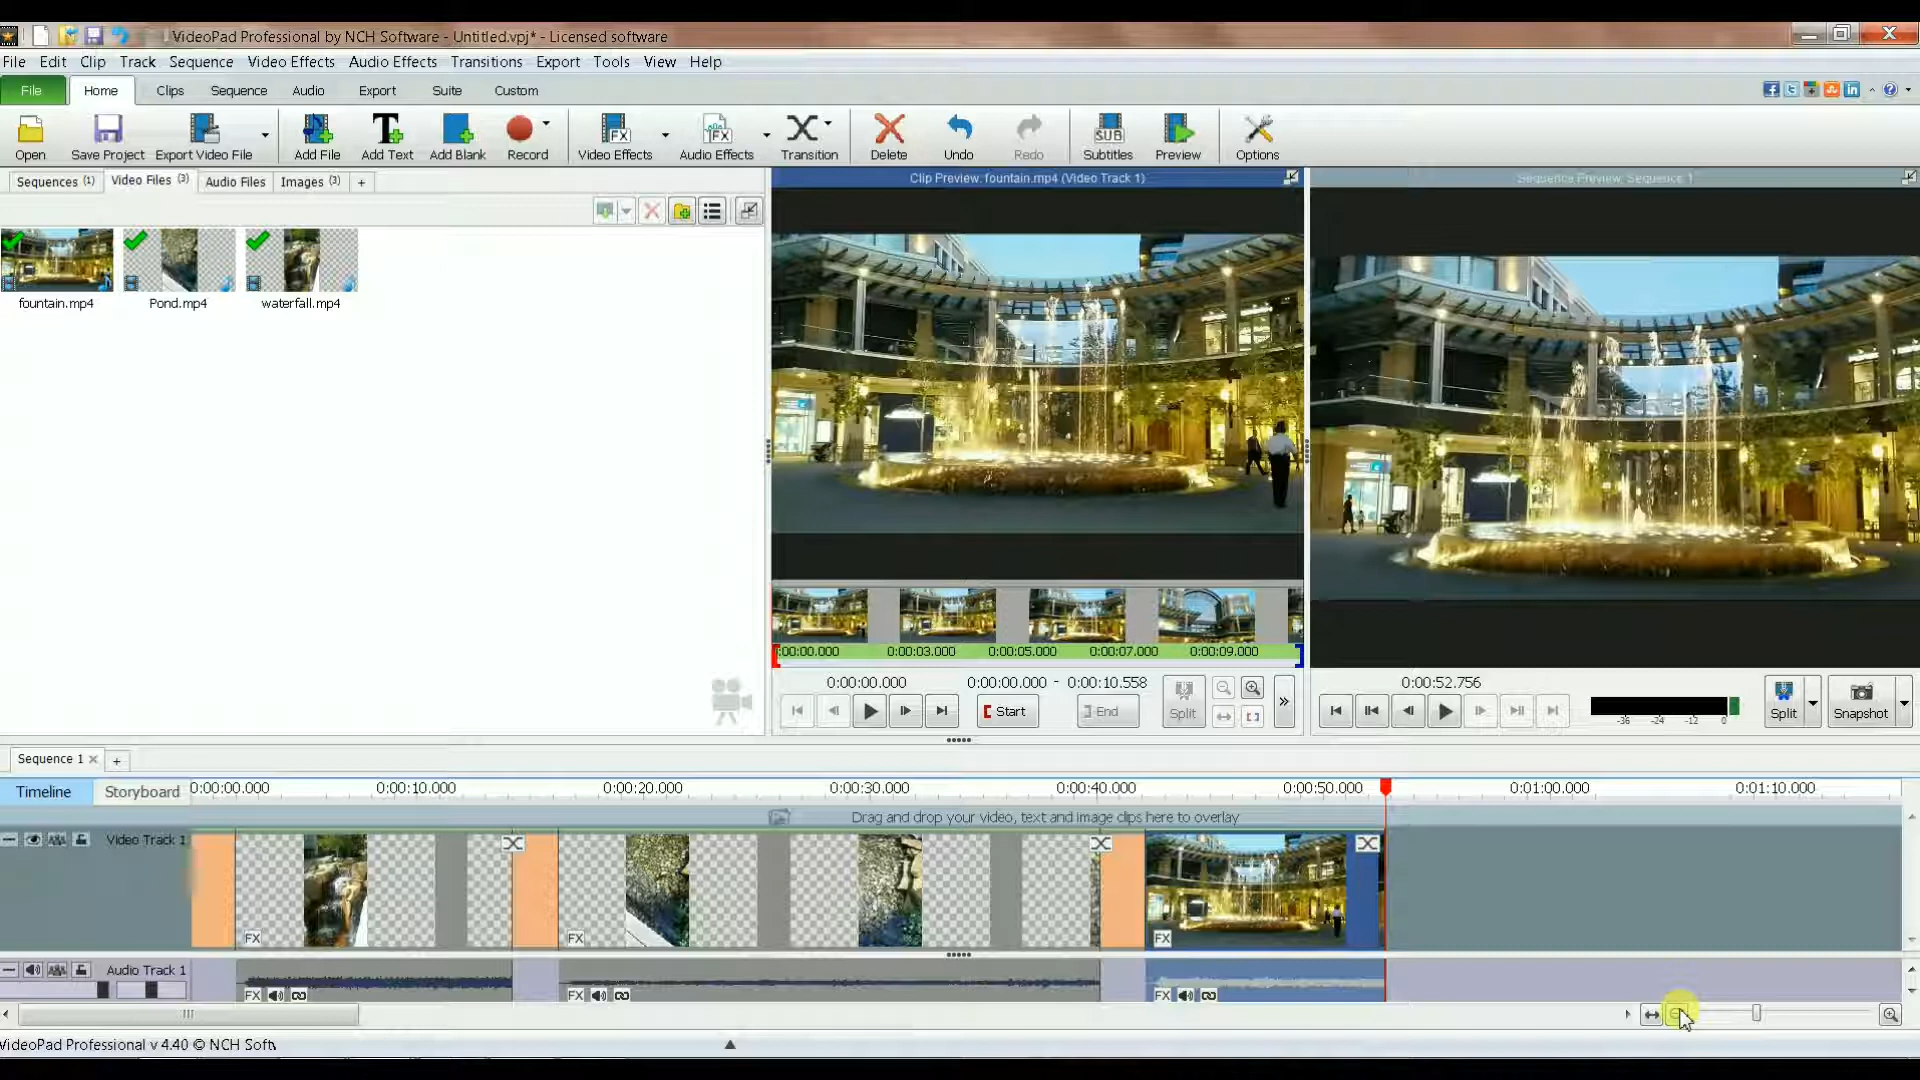 VideoPad Professional by NCH Software - Untitled.vpj* - Licensed software
File Edit Clip Track Sequence Video Effects Audio Effects Transitions Export Tools View Help
File Home Clips Sequence Audio Export Suite Custom
Open Save Project Export Video File Add File Add Text Add Blank Record Video Effects Audio Effects Transition Delete Undo Redo Subtitles Preview Options
Sequences (1) Video Files (3) Audio Files Images (3) +
Clip Preview: fountain.mp4 (Video Track 1)
Sequence Preview: Sequence 1
fountain.mp4 Pond.mp4 waterfall.mp4
:00:00.000 0:00:03.000 0:00:05.000 0:00:07.000 0:00:09.000
0:00:00.000 0:00:00.000 - 0:00:10.558
Start End Split
0:00:52.756
-36 -24 -12 0
Split Snapshot
Sequence 1 +
Timeline Storyboard
0:00:00.000 0:00:10.000 0:00:20.000 0:00:30.000 0:00:40.000 0:00:50.000 0:01:00.000 0:01:10.000
Drag and drop your video, text and image clips here to overlay
Video Track 1
FX FX FX
Audio Track 1
FX FX FX
VideoPad Professional v 4.40 © NCH Softw